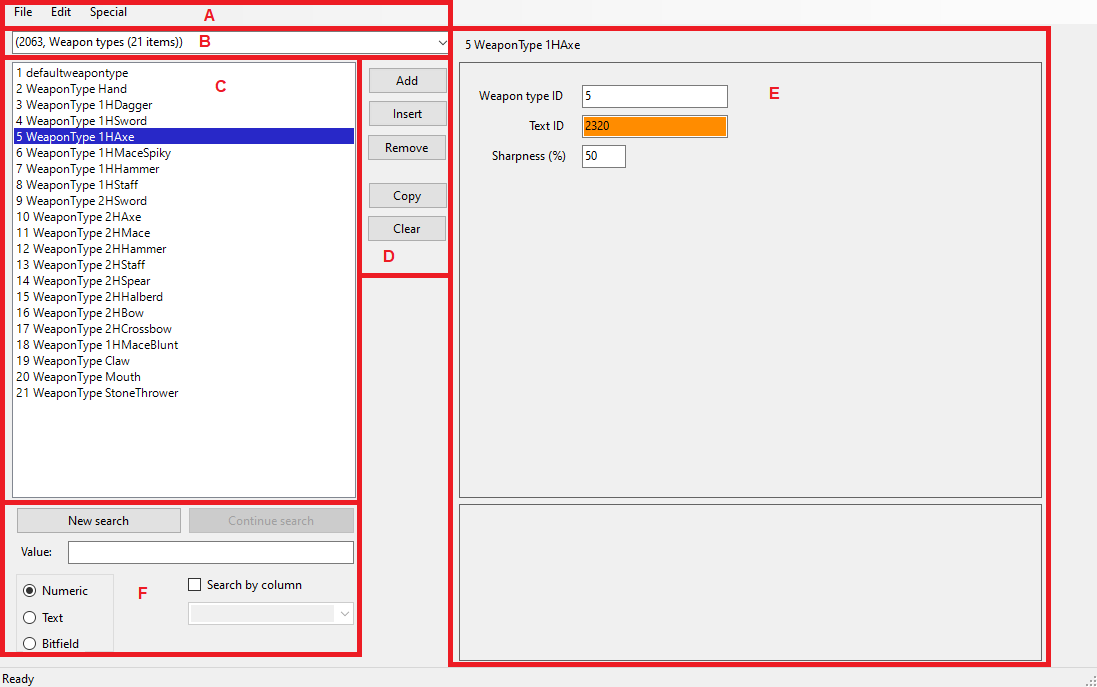 File Edit Special
A
(2063, Weapon types (21 items)) B
C
1 defaultweapontype
2 WeaponType Hand
3 WeaponType 1HDagger
4 WeaponType 1HSword
5 WeaponType 1HAxe
6 WeaponType 1HMaceSpiky
7 WeaponType 1HHammer
8 WeaponType 1HStaff
9 WeaponType 2HSword
10 WeaponType 2HAxe
11 WeaponType 2HMace
12 WeaponType 2HHammer
13 WeaponType 2HStaff
14 WeaponType 2HSpear
15 WeaponType 2HHalberd
16 WeaponType 2HBow
17 WeaponType 2HCrossbow
18 WeaponType 1HMaceBlunt
19 WeaponType Claw
20 WeaponType Mouth
21 WeaponType StoneThrower
Add
Insert
Remove
Copy
Clear
D
5 WeaponType 1HAxe
Weapon type ID 5
E
Text ID 2320
Sharpness (%) 50
New search Continue search
Value:
Numeric
Text
Bitfield
F
Search by column
Ready